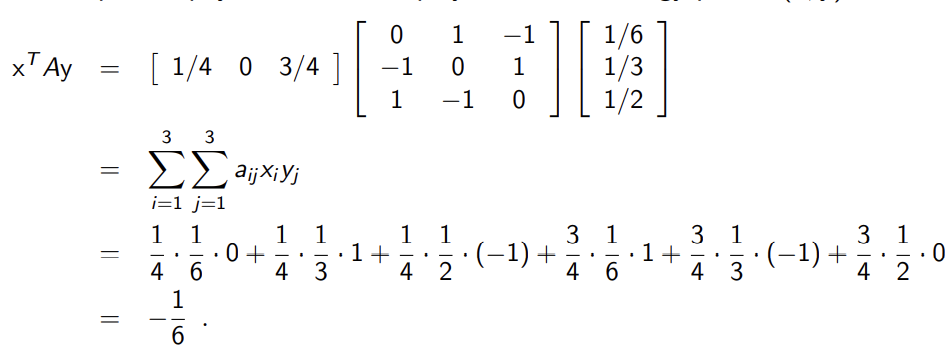 x^T Ay = [ 1/4 0 3/4 ] [ 0 1 −1 ; −1 0 1 ; 1 −1 0 ] [ 1/6 ; 1/3 ; 1/2 ]
= ∑_{i=1}^{3} ∑_{j=1}^{3} a_{ij}x_iy_j
= 1/4 · 1/6 · 0 + 1/4 · 1/3 · 1 + 1/4 · 1/2 · (−1) + 3/4 · 1/6 · 1 + 3/4 · 1/3 · (−1) + 3/4 · 1/2 · 0
= −1/6 .